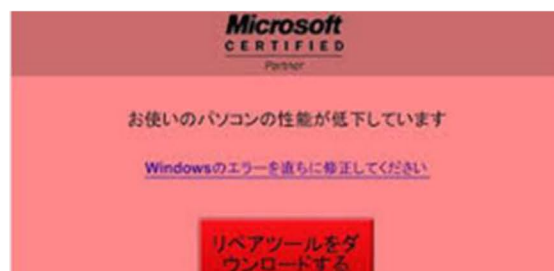 Microsoft
CERTIFIED
Partner
お使いのパソコンの性能が低下しています
Windowsのエラーを直ちに修正してください
リペアツールをダ
ウンロードする